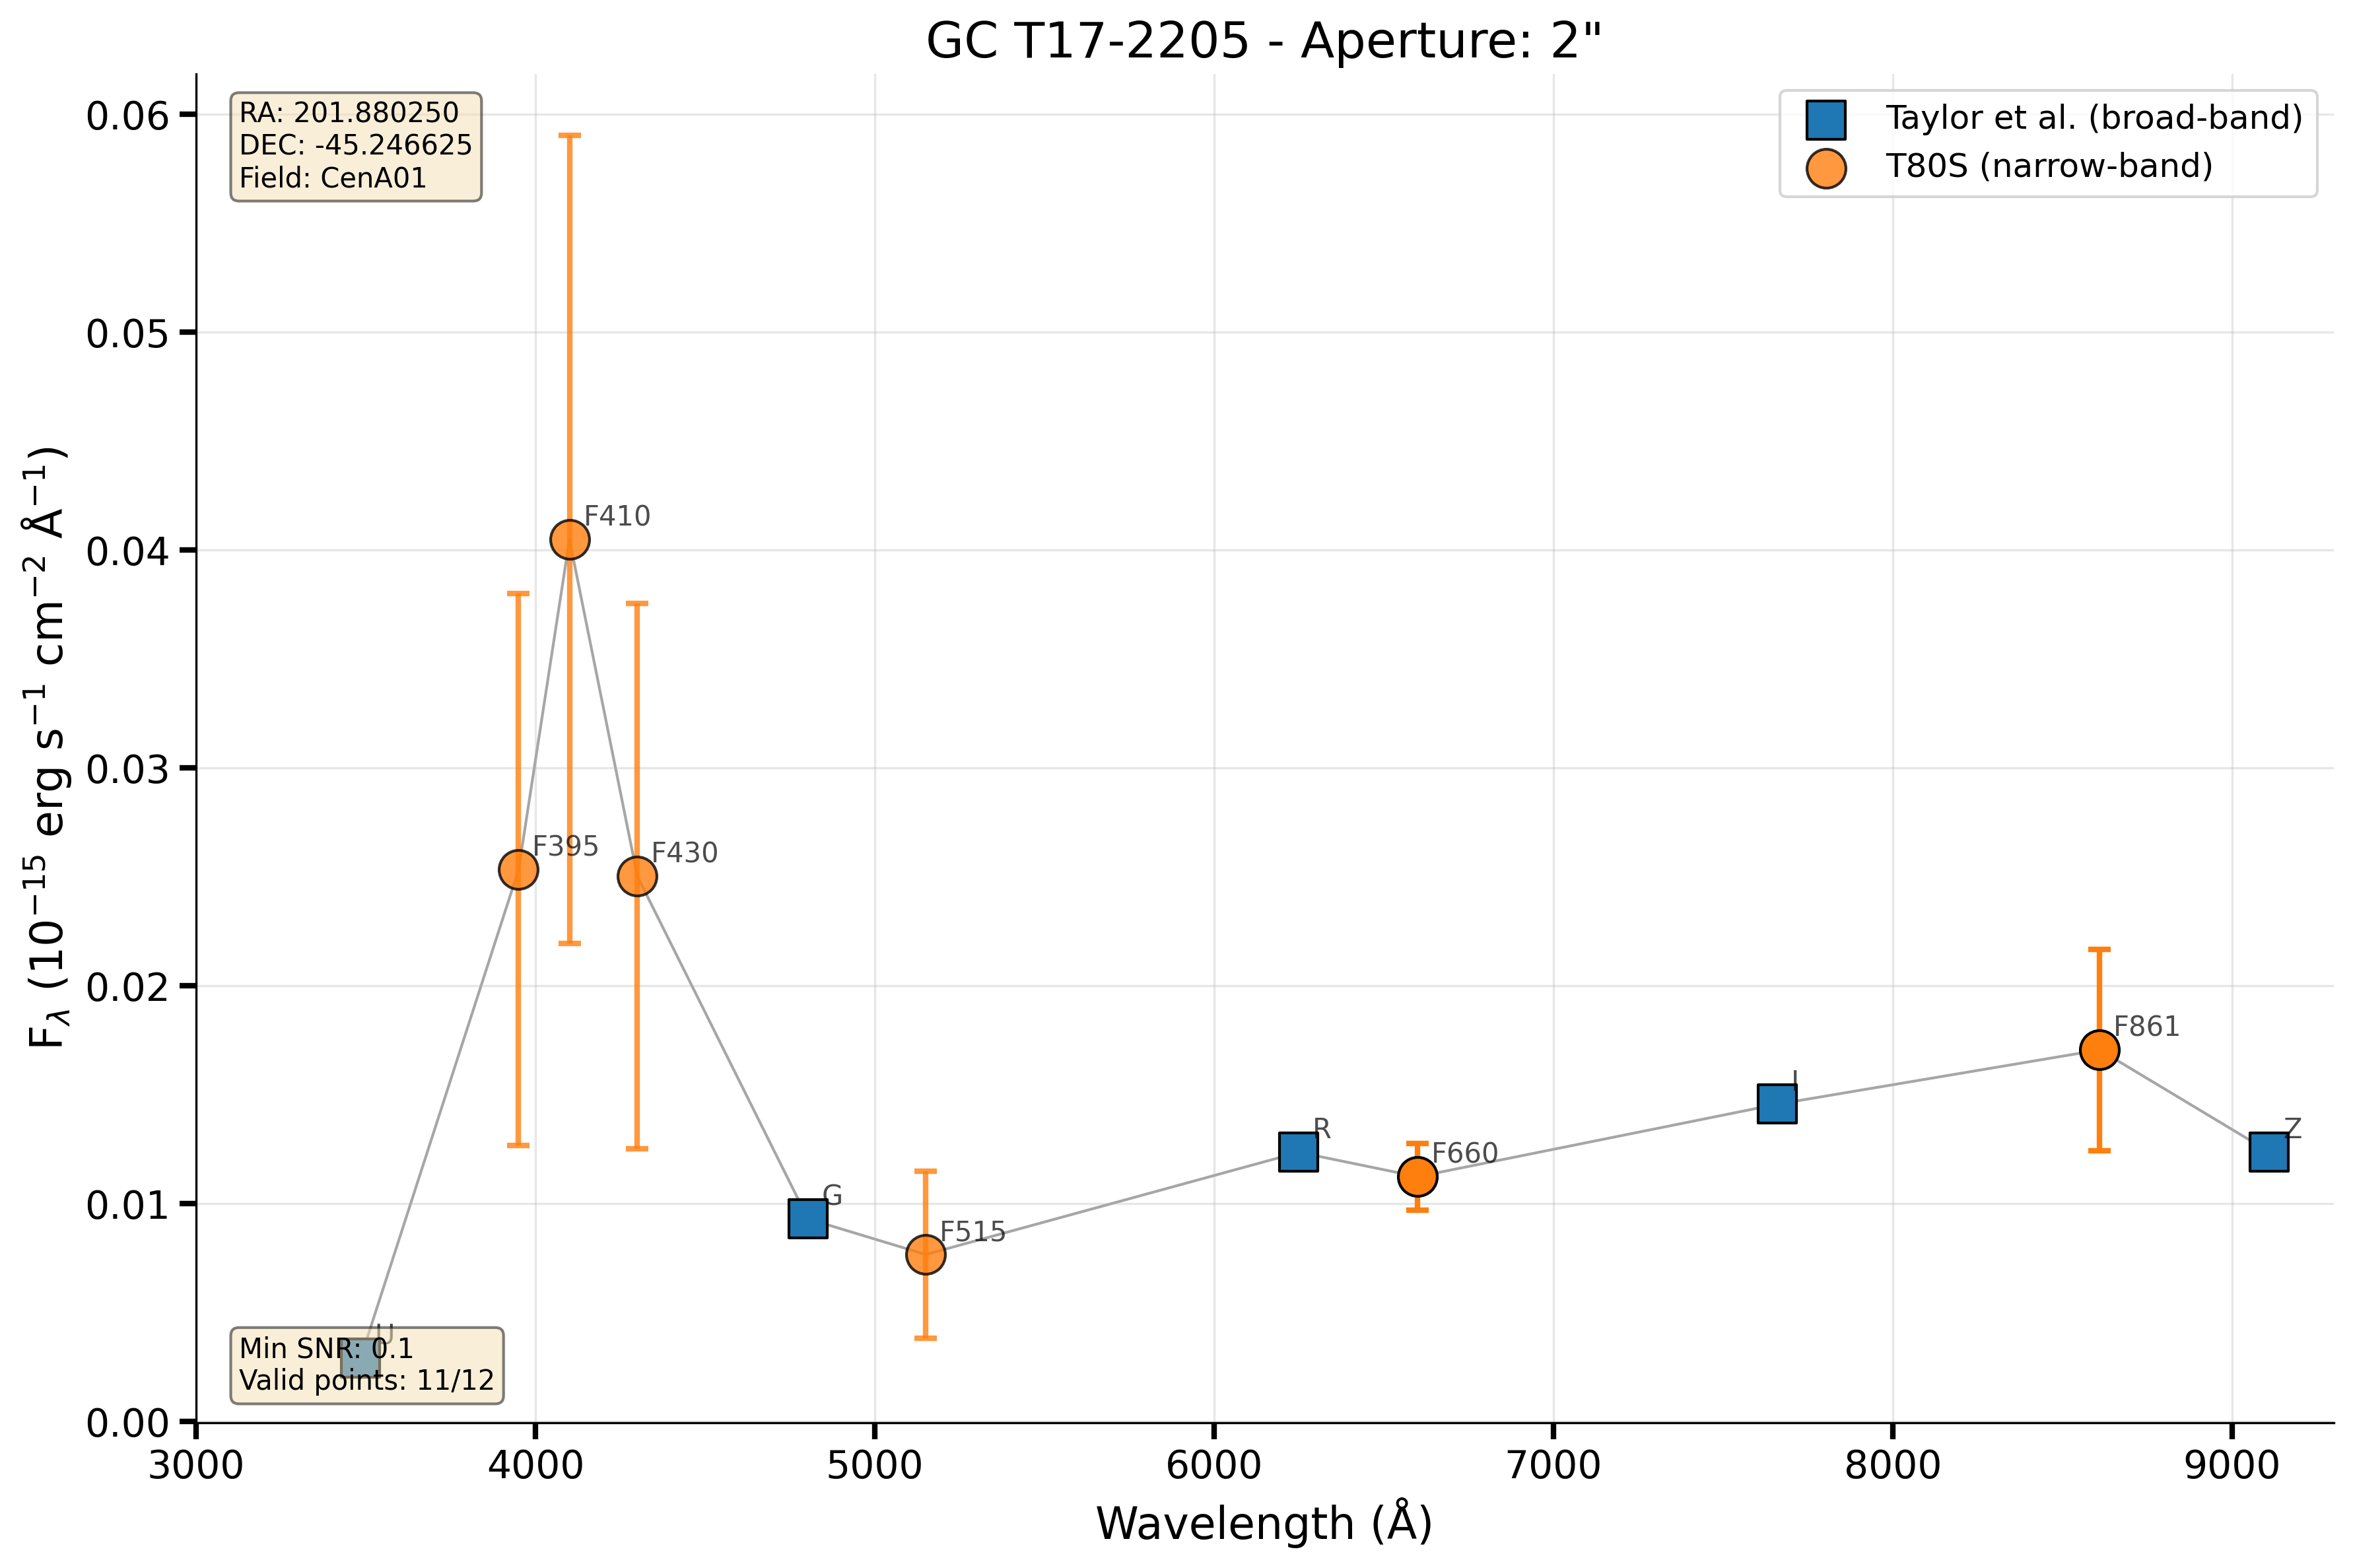 GC T17-2205 - Aperture: 2"
RA: 201.880250
DEC: -45.246625
Field: CenA01
Taylor et al. (broad-band)
T80S (narrow-band)
0.06
0.05
0.04
0.03
0.02
0.01
0.00
F410
F395
F430
G
F515
R
F660
I
F861
Z
U
Min SNR: 0.1
Valid points: 11/12
3000 4000 5000 6000 7000 8000 9000
Wavelength (Å)
F_λ (10⁻¹⁵ erg s⁻¹ cm⁻² Å⁻¹)